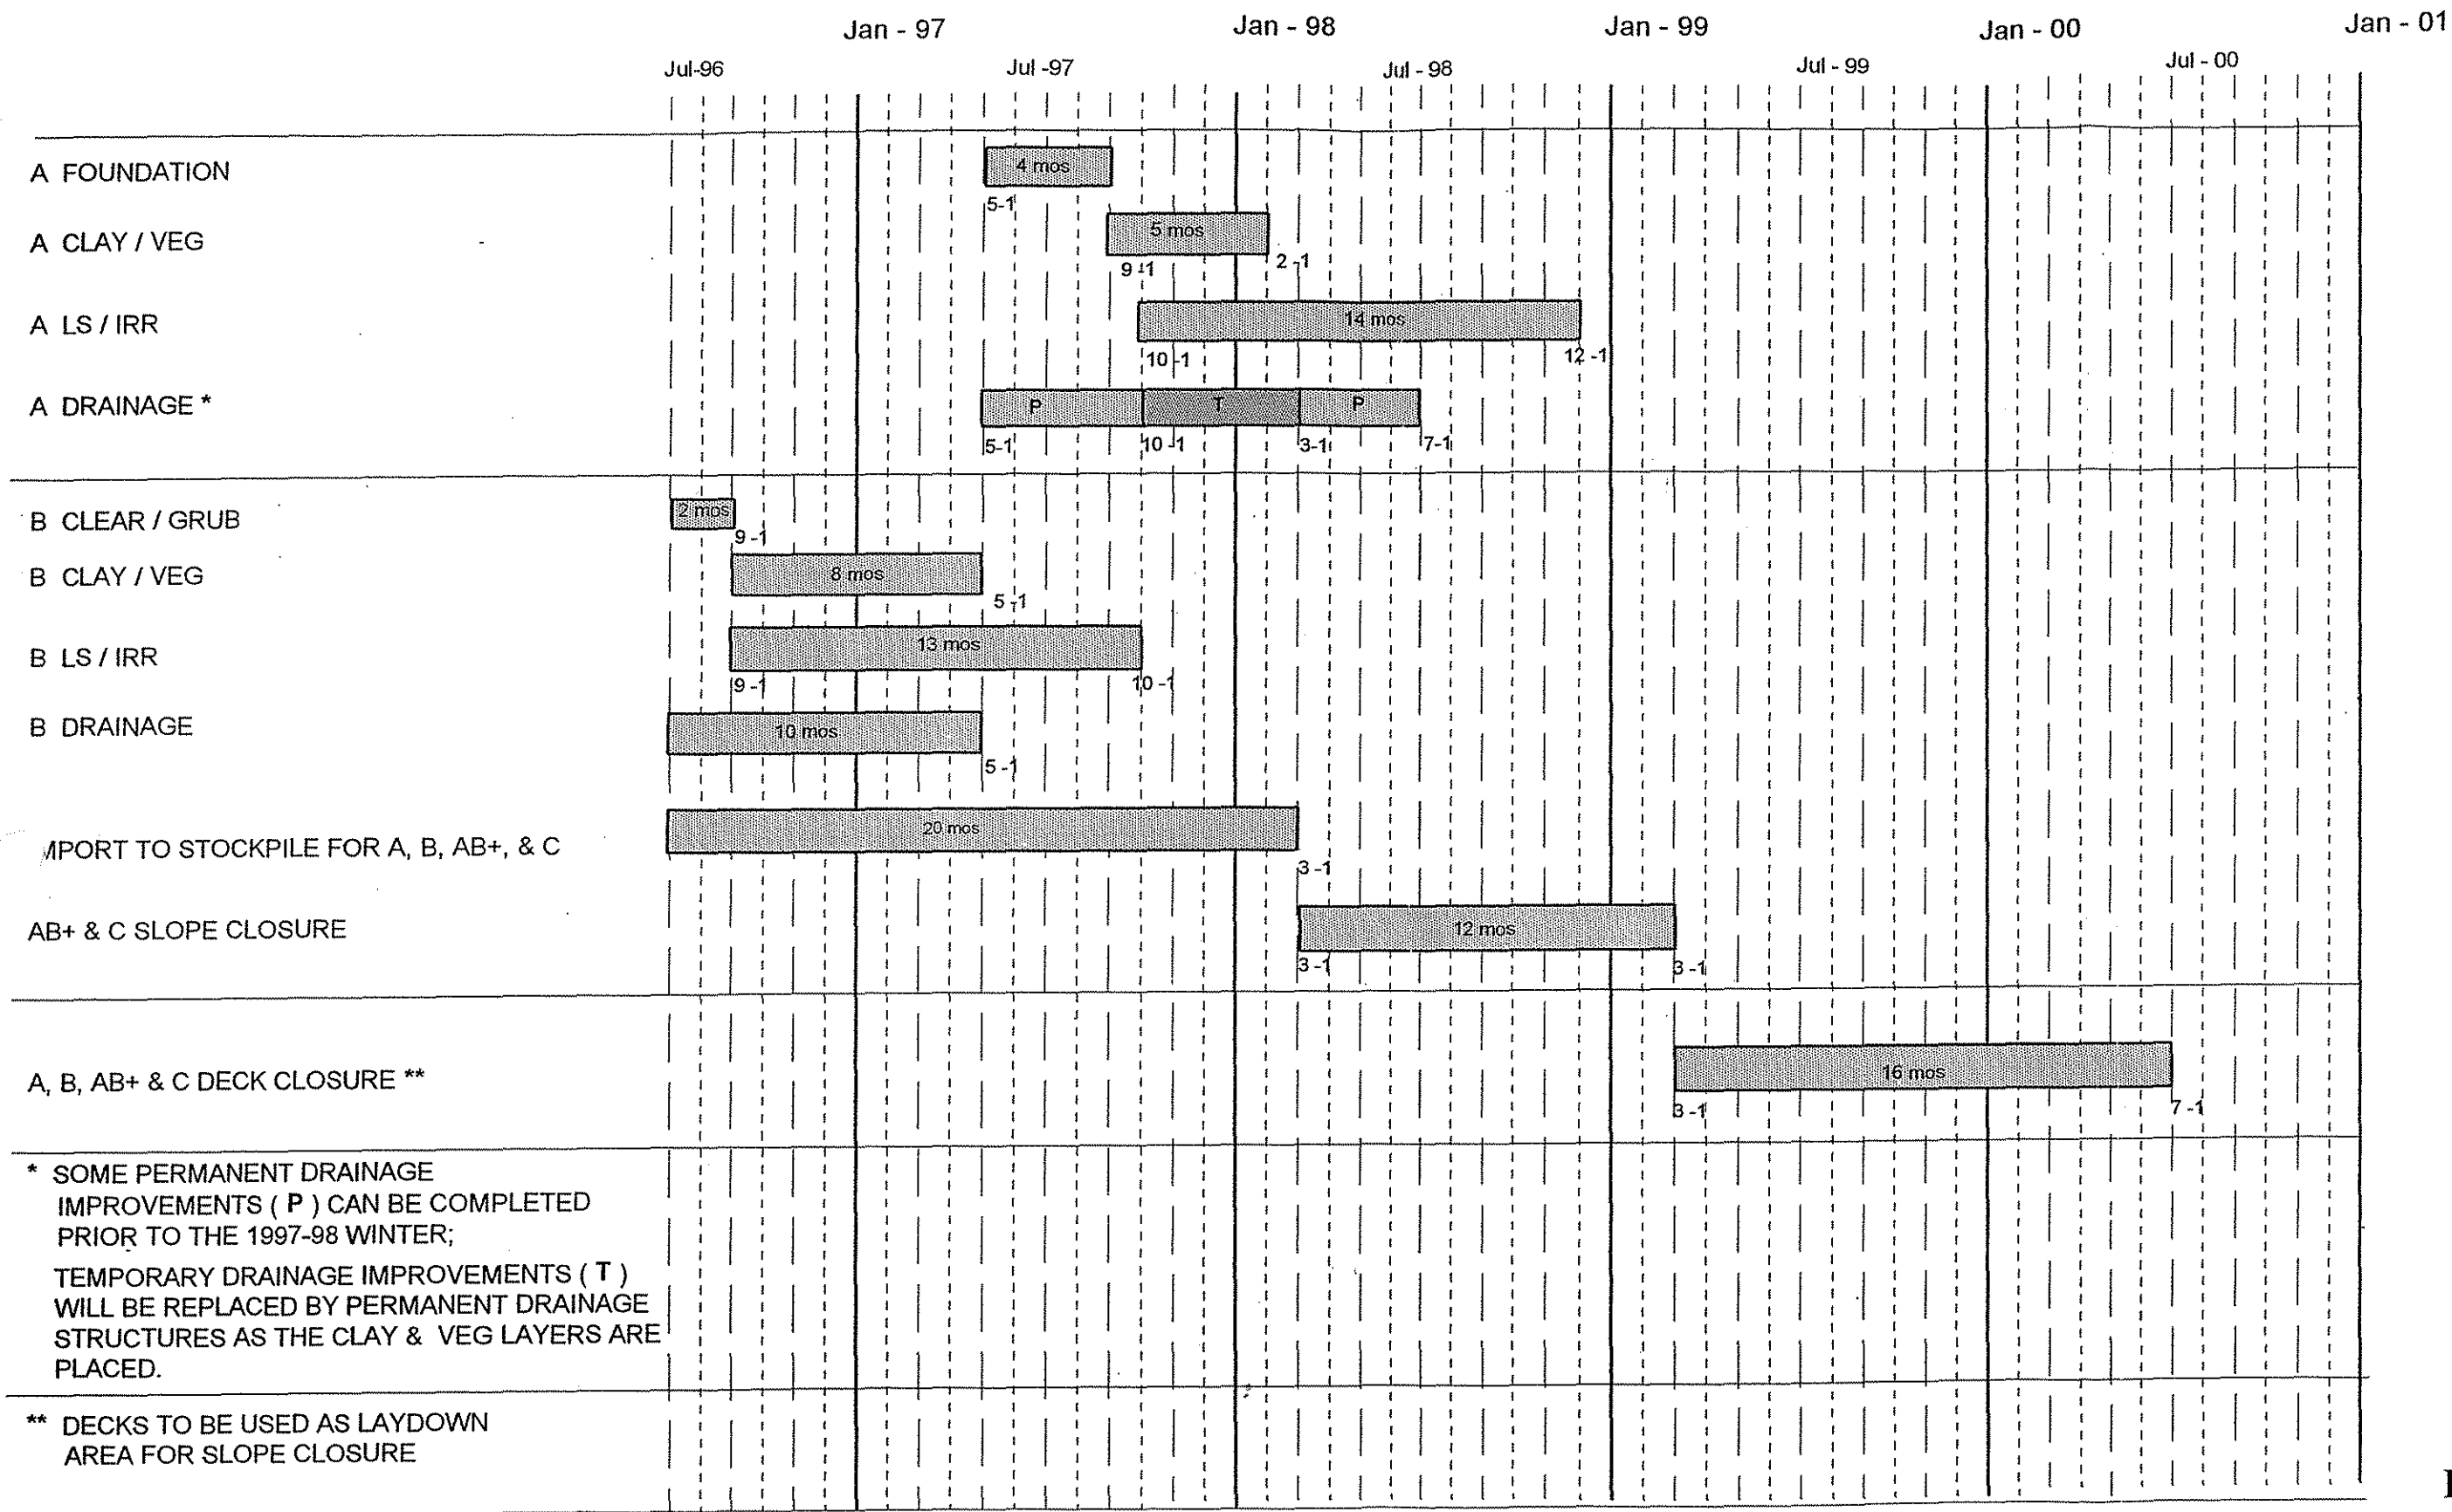 Jan - 97 Jan - 98 Jan - 99 Jan - 00 Jan - 01
Jul-96 Jul -97 Jul - 98 Jul - 99 Jul - 00
A FOUNDATION 4 mos
5-1
A CLAY / VEG 5 mos
9-1 2-1
A LS / IRR 14 mos
10-1 12-1
A DRAINAGE * P T P
5-1 10-1 3-1 7-1
B CLEAR / GRUB 2 mos
9-1
B CLAY / VEG 8 mos
5-1
B LS / IRR 13 mos
9-1 10-1
B DRAINAGE 10 mos
5-1
MPORT TO STOCKPILE FOR A, B, AB+, & C 20 mos
3-1
AB+ & C SLOPE CLOSURE 12 mos
3-1 3-1
A, B, AB+ & C DECK CLOSURE ** 16 mos
3-1 7-1
* SOME PERMANENT DRAINAGE
IMPROVEMENTS ( P ) CAN BE COMPLETED
PRIOR TO THE 1997-98 WINTER;
TEMPORARY DRAINAGE IMPROVEMENTS ( T )
WILL BE REPLACED BY PERMANENT DRAINAGE
STRUCTURES AS THE CLAY & VEG LAYERS ARE
PLACED.
** DECKS TO BE USED AS LAYDOWN
AREA FOR SLOPE CLOSURE